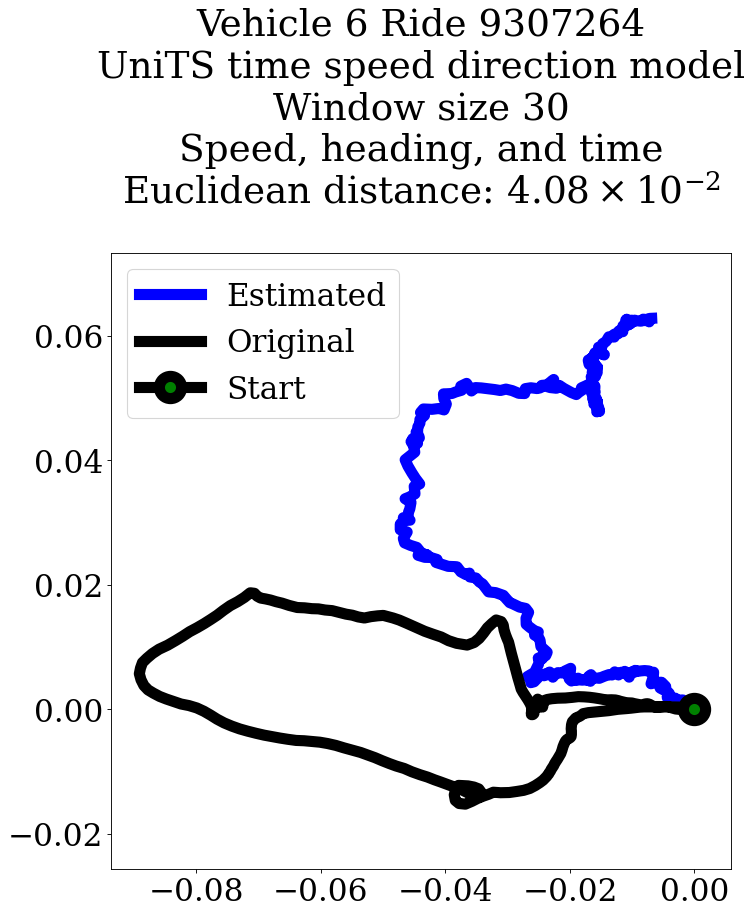 Vehicle 6 Ride 9307264
UniTS time speed direction model
Window size 30
Speed, heading, and time
Euclidean distance: 4.08 × 10⁻²
Estimated
Original
Start
0.06
0.04
0.02
0.00
−0.02
−0.08 −0.06 −0.04 −0.02 0.00